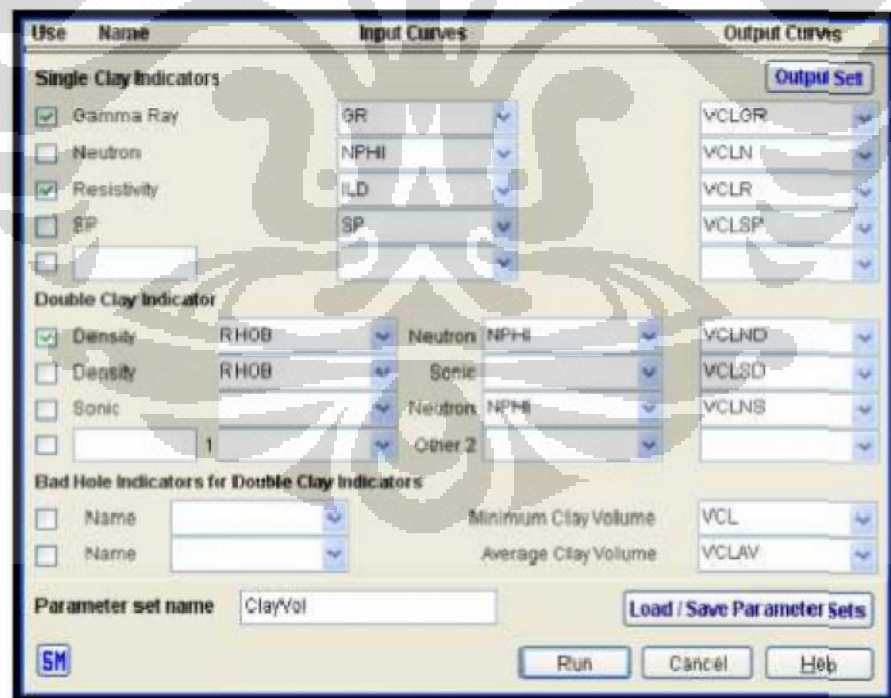 Use Name Input Curves Output Curves
Single Clay Indicators Output Set
Gamma Ray GR VCLGR
Neutron NPHI VCLN
Resistivity ILD VCLR
SP SP VCLSP
Double Clay Indicator
Density RHOB Neutron NPHI VCLND
Density RHOB Sonic VCLSD
Sonic Neutron NPHI VCLNS
1 Other 2
Bad Hole Indicators for Double Clay Indicators
Name Minimum Clay Volume VCL
Name Average Clay Volume VCLAV
Parameter set name ClayVol Load / Save Parameter Sets
SM Run Cancel Help